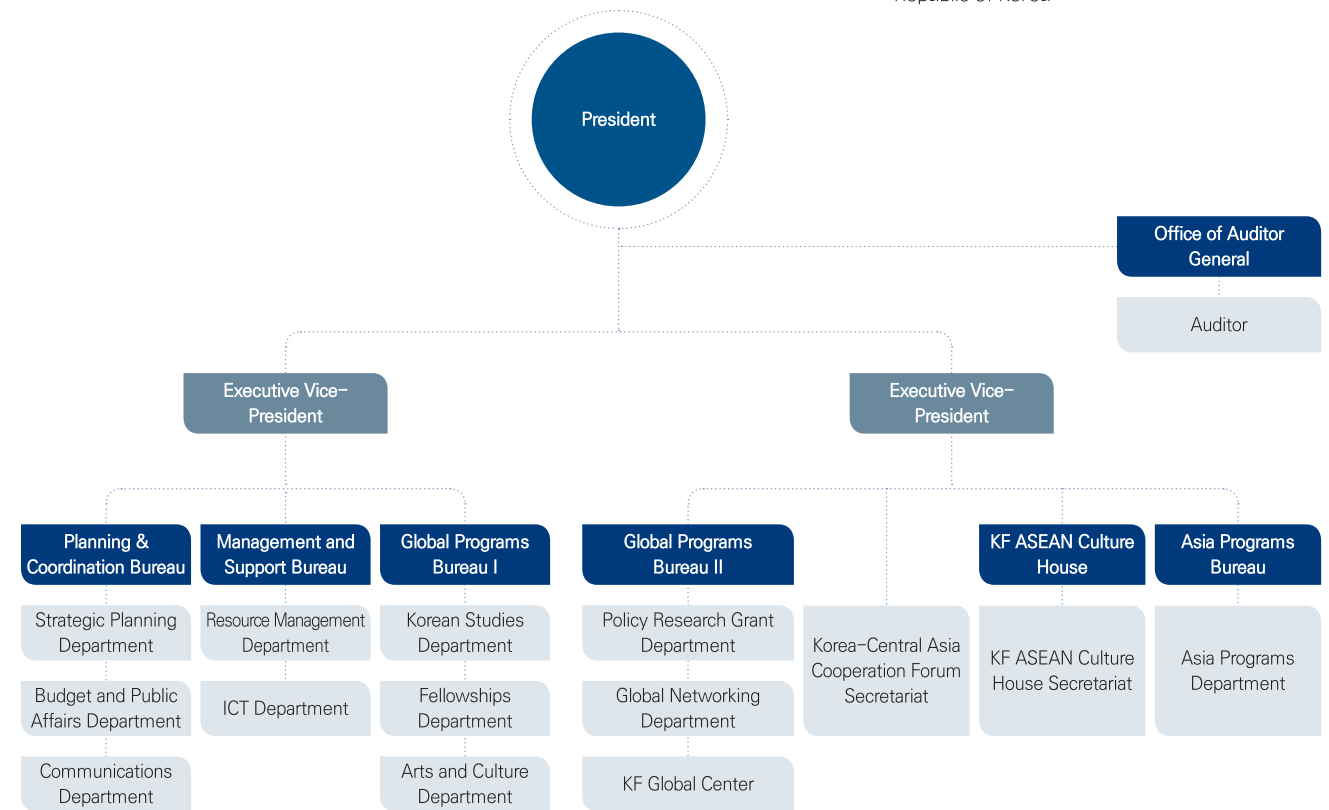 Republic of Korea
President
Office of Auditor
General
Auditor
Executive Vice-
President
Executive Vice-
President
Planning &
Coordination Bureau
Strategic Planning
Department
Budget and Public
Affairs Department
Communications
Department
Management and
Support Bureau
Resource Management
Department
ICT Department
Global Programs
Bureau I
Korean Studies
Department
Fellowships
Department
Arts and Culture
Department
Global Programs
Bureau II
Policy Research Grant
Department
Global Networking
Department
KF Global Center
Korea-Central Asia
Cooperation Forum
Secretariat
KF ASEAN Culture
House
KF ASEAN Culture
House Secretariat
Asia Programs
Bureau
Asia Programs
Department